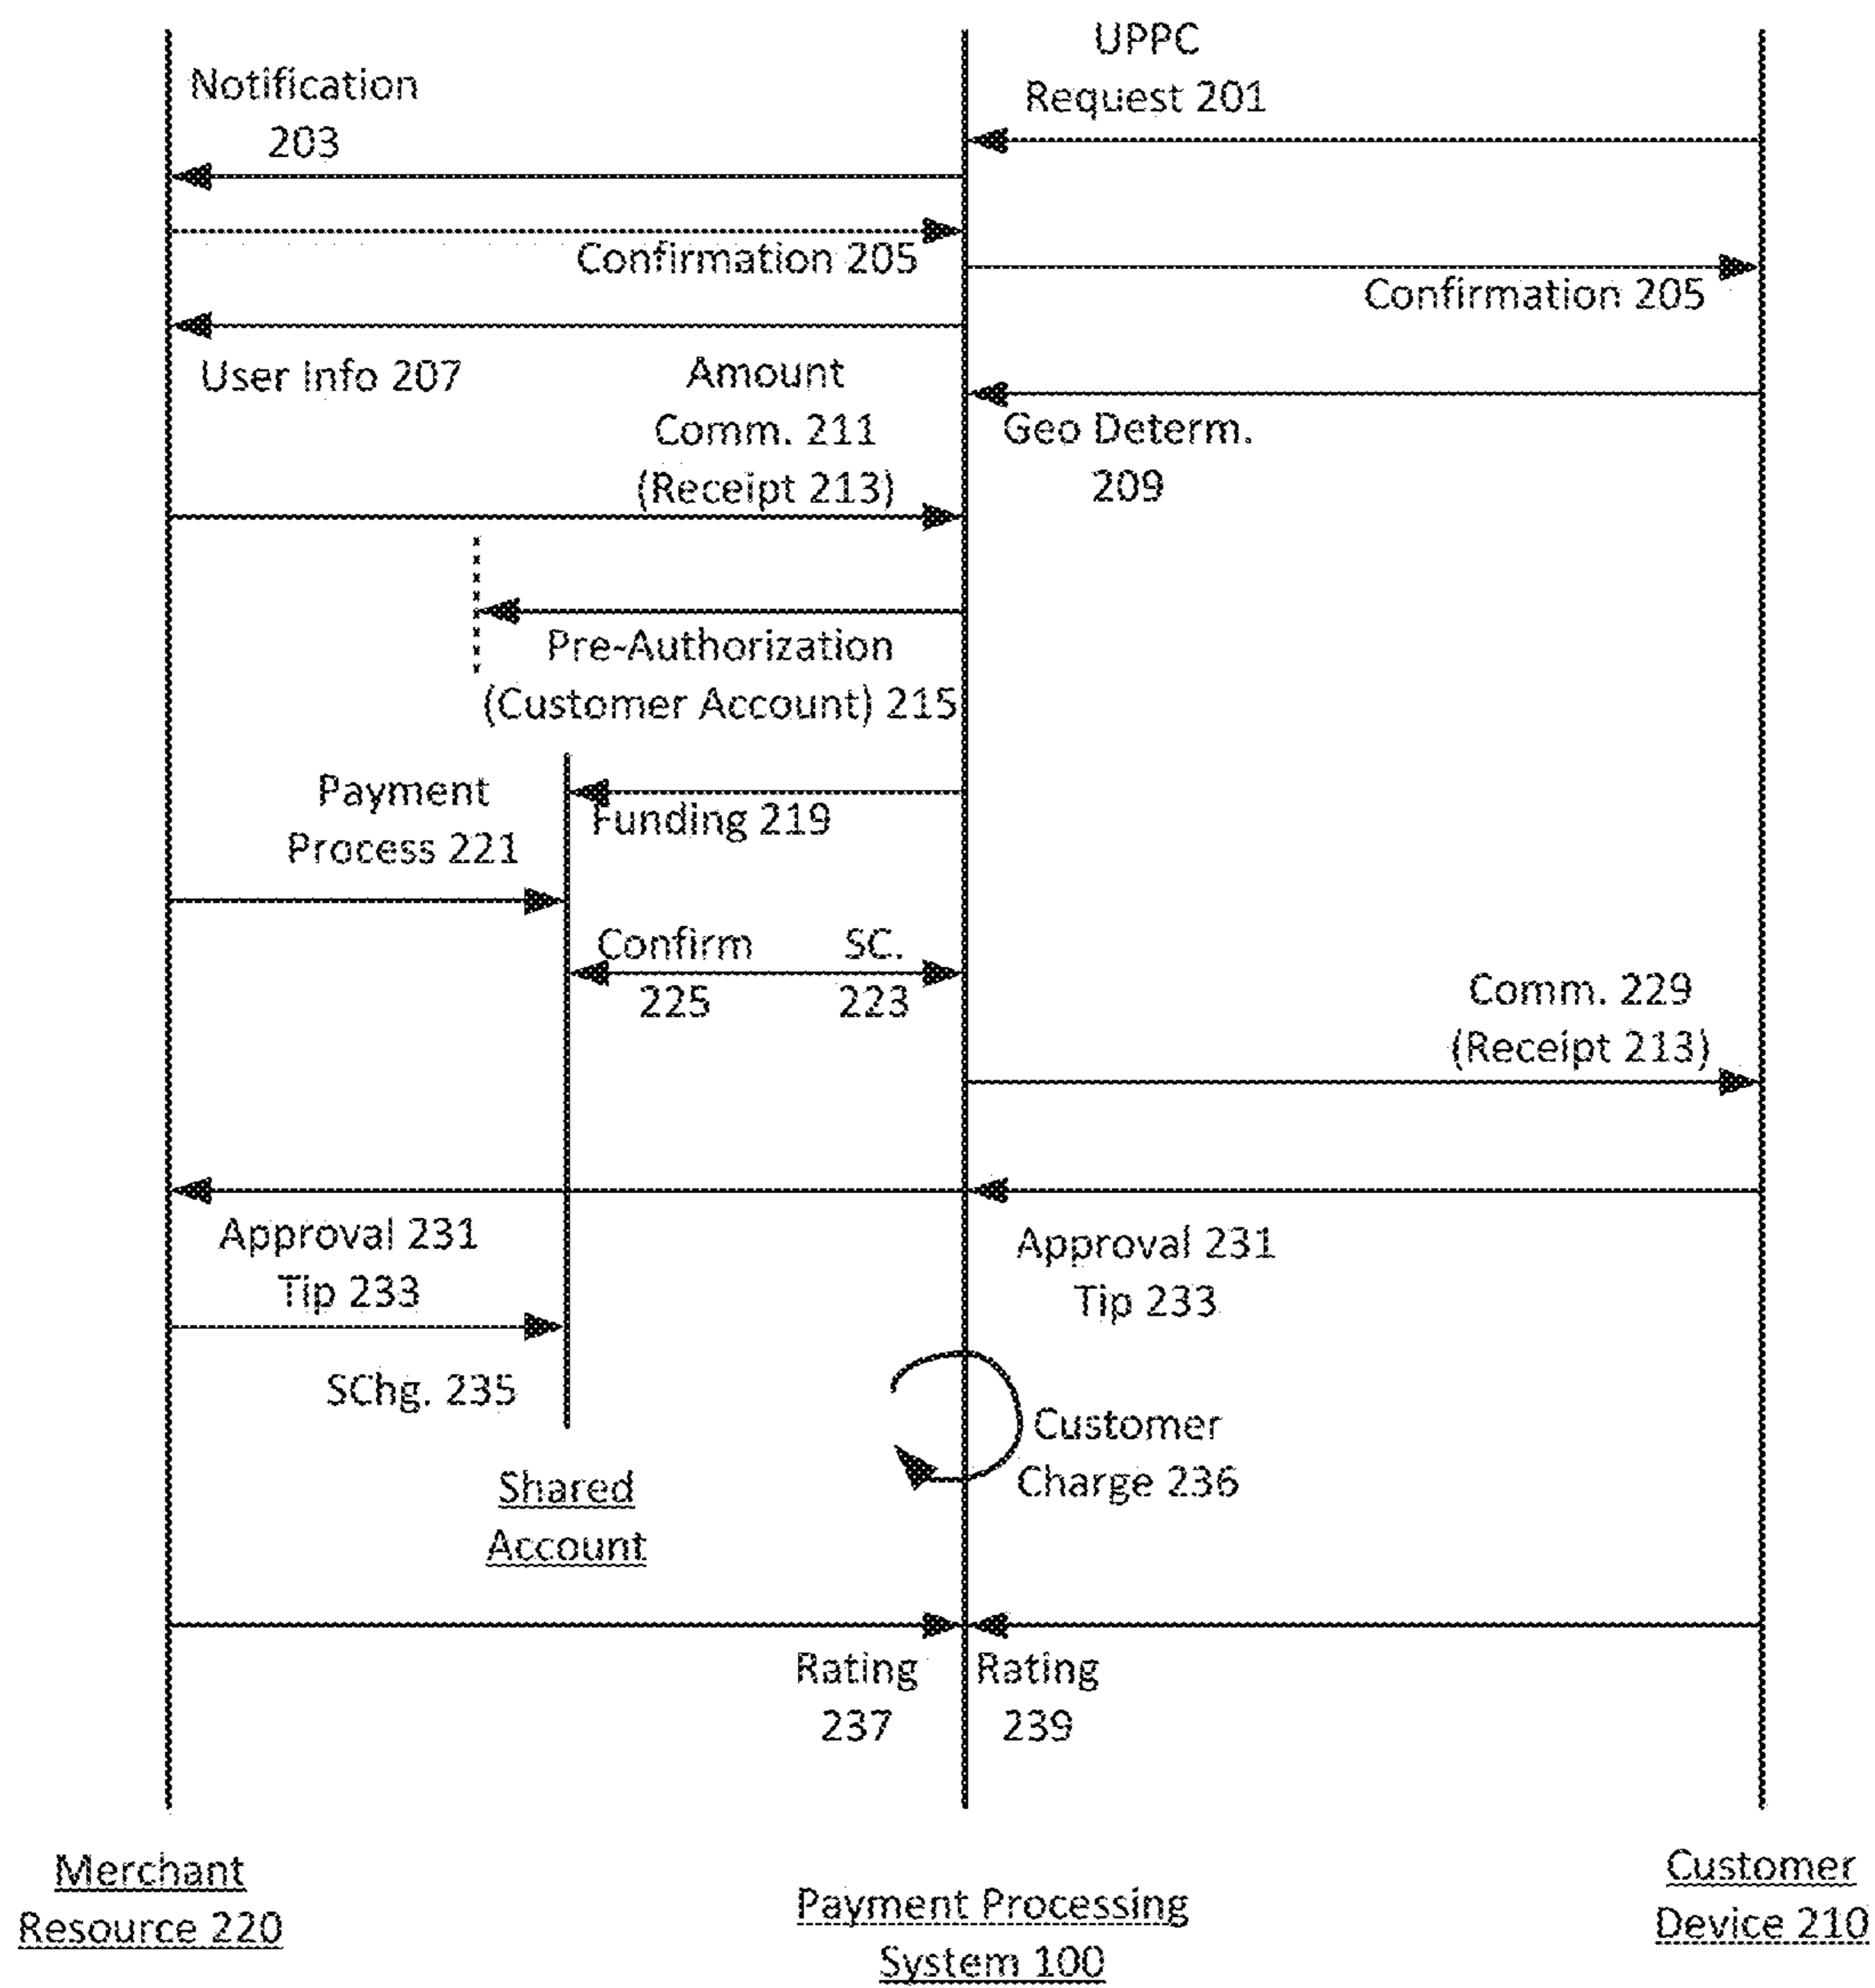 UPPC
Request 201
Notification
203
Confirmation 205
Confirmation 205
User Info 207
Amount
Comm. 211
(Receipt 213)
Geo Determ.
209
Pre-Authorization
(Customer Account) 215
Payment
Process 221
Funding 219
Confirm
225
SC.
223
Comm. 229
(Receipt 213)
Approval 231
Tip 233
Approval 231
Tip 233
SChg. 235
Customer
Charge 236
Shared
Account
Rating
237
Rating
239
Merchant
Resource 220
Payment Processing
System 100
Customer
Device 210